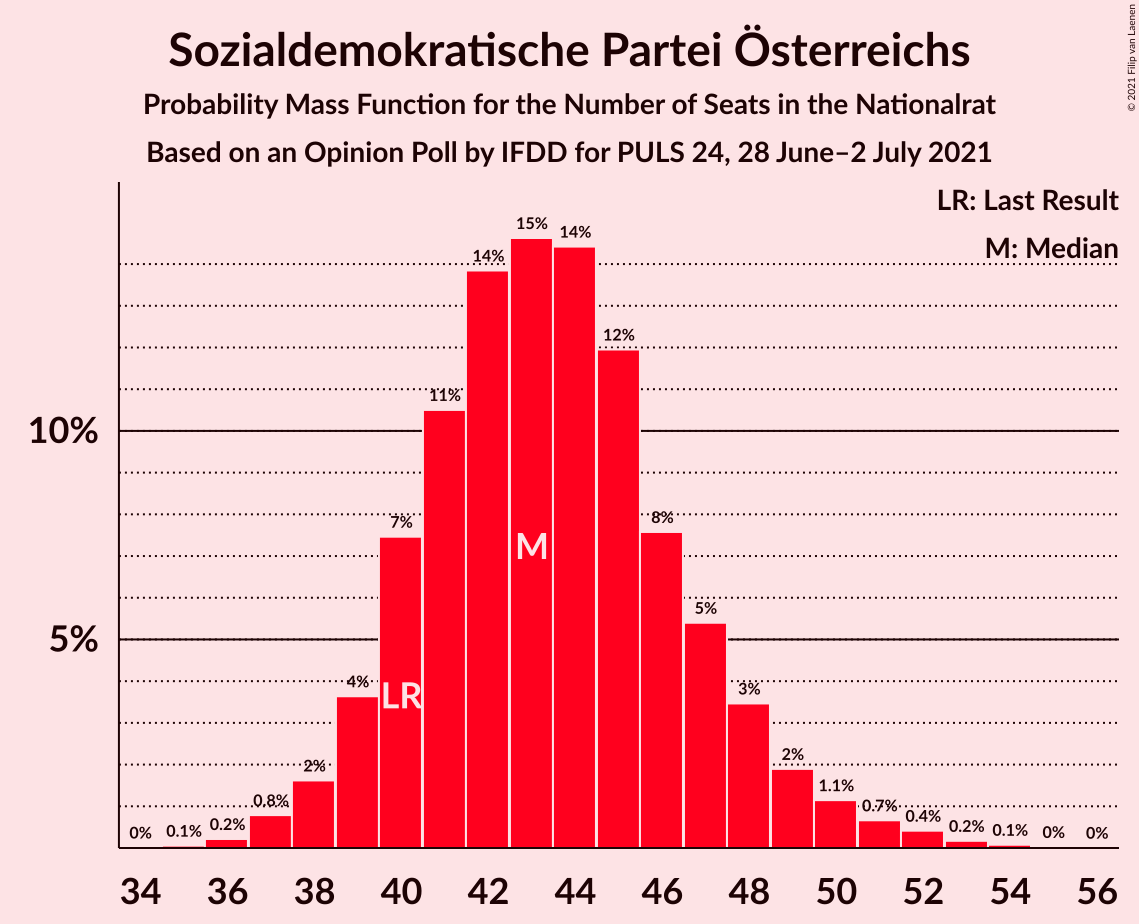 Sozialdemokratische Partei Österreichs
Probability Mass Function for the Number of Seats in the Nationalrat
Based on an Opinion Poll by IFDD for PULS 24, 28 June–2 July 2021
© 2021 Filip van Laenen
LR: Last Result
M: Median
10%
5%
0% 0.1% 0.2% 0.8% 2% 4% 7% 11% 14% 15% 14% 12% 8% 5% 3% 2% 1.1% 0.7% 0.4% 0.2% 0.1% 0% 0%
M
LR
34 36 38 40 42 44 46 48 50 52 54 56